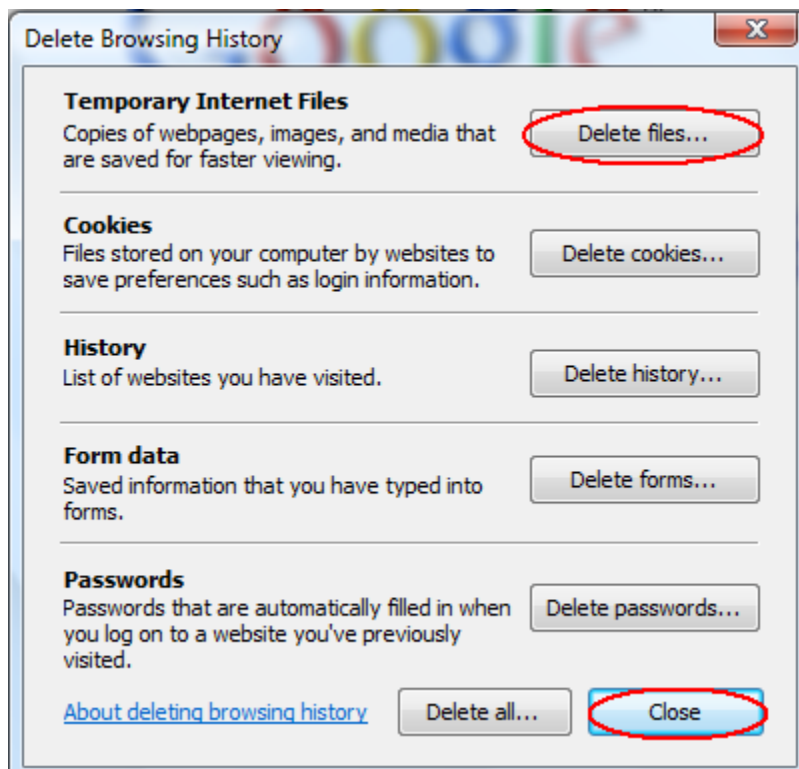 Google
Delete Browsing History
Temporary Internet Files
Copies of webpages, images, and media that
are saved for faster viewing.
Delete files...
Cookies
Files stored on your computer by websites to
save preferences such as login information.
Delete cookies...
History
List of websites you have visited.
Delete history...
Form data
Saved information that you have typed into
forms.
Delete forms...
Passwords
Passwords that are automatically filled in when
you log on to a website you've previously
visited.
Delete passwords...
About deleting browsing history
Delete all...
Close